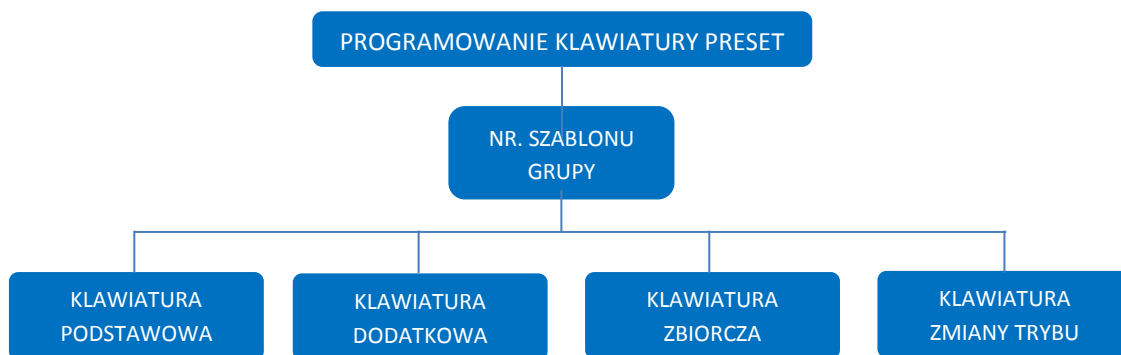 PROGRAMOWANIE KLAWIATURY PRESET
NR. SZABLONU
GRUPY
KLAWIATURA
PODSTAWOWA
KLAWIATURA
DODATKOWA
KLAWIATURA
ZBIORCZA
KLAWIATURA
ZMIANY TRYBU